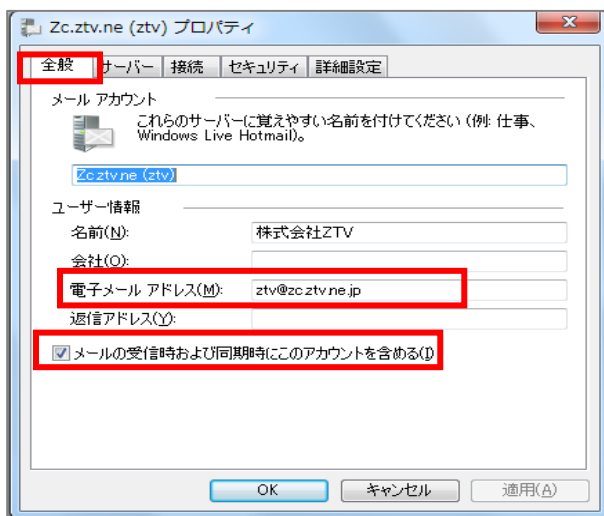 Zc.ztv.ne (ztv) プロパティ
全般 サーバー 接続 セキュリティ 詳細設定
メール アカウント
これらのサーバーに覚えやすい名前を付けてください (例: 仕事、
Windows Live Hotmail)。
Zc.ztv.ne (ztv)
ユーザー情報
名前(N): 株式会社ZTV
会社(O):
電子メール アドレス(M): ztv@zc.ztv.ne.jp
返信アドレス(Y):
メールの受信時および同期時にこのアカウントを含める(I)
OK キャンセル 適用(A)